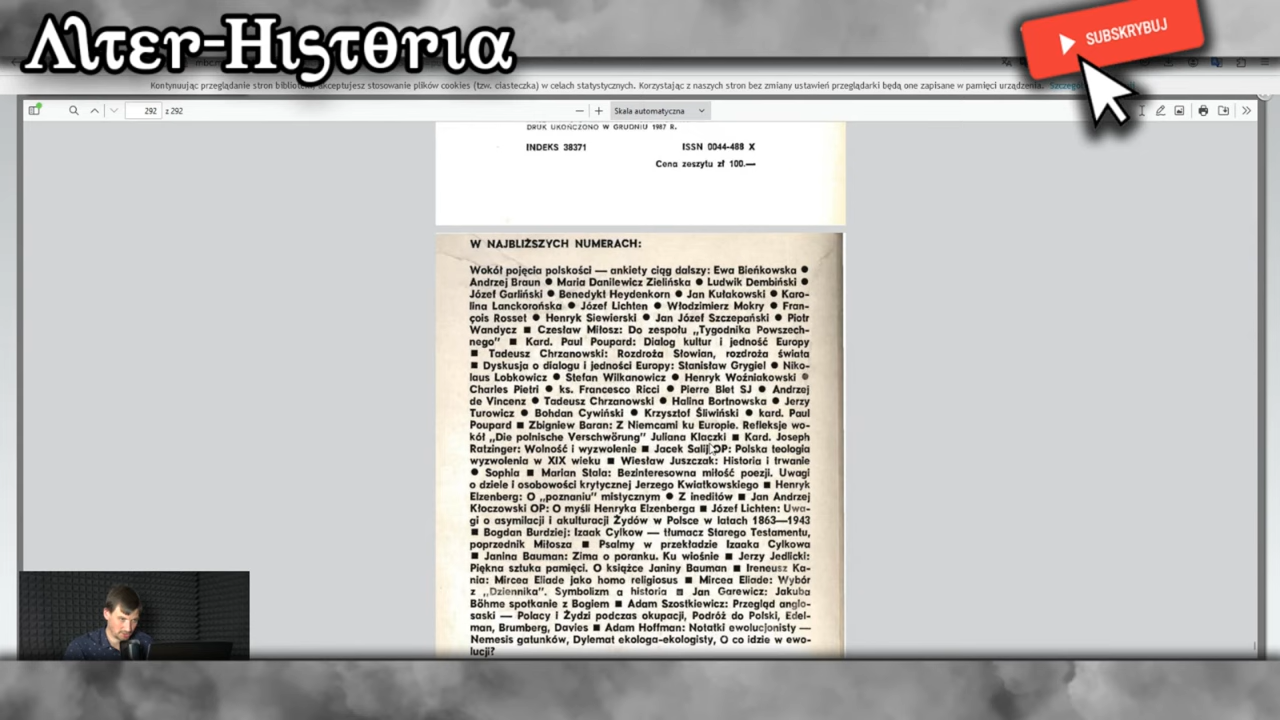 Alter-Historia
SUBSKRYBUJ
Kontynuując przeglądanie stron bibliotek, akceptujesz stosowanie plików cookies (tzw. ciasteczka) w celach statystycznych. Korzystając z naszych stron bez zmiany ustawień przeglądarki będą one zapisane w pamięci urządzenia.
292 z 292
Skala automatyczna
DRUK UKOŃCZONO W GRUDNIU 1987 R.
INDEKS 38371 ISSN 0044-488 X
Cena zeszytu zł 100.—
W NAJBLIŻSZYCH NUMERACH:
Wokół pojęcia polskości — ankiety ciąg dalszy: Ewa Bieńkowska ●
Andrzej Braun ● Maria Danilewicz Zielińska ● Ludwik Dembiński ●
Józef Garliński ● Benedykt Heydenkorn ● Jan Kułakowski ● Karo-
lina Lanckorońska ● Józef Lichten ● Włodzimierz Mokry ● Fran-
çois Rosset ● Henryk Siewierski ● Jan Józef Szczepański ● Piotr
Wandycz ■ Czesław Miłosz: Do zespołu „Tygodnika Powszech-
nego” ■ Kard. Paul Poupard: Dialog kultur i jedność Europy
■ Tadeusz Chrzanowski: Rozdroża Słowian, rozdroża świata
■ Dyskusja o dialogu i jedności Europy: Stanisław Grygiel ● Niko-
laus Lobkowicz ● Stefan Wilkanowicz ● Henryk Woźniakowski ●
Charles Pietri ● ks. Francesco Ricci ● Pierre Blet SJ ● Andrzej
de Vincenz ● Tadeusz Chrzanowski ● Halina Bortnowska ● Jerzy
Turowicz ● Bohdan Cywiński ● Krzysztof Śliwiński ● kard. Paul
Poupard ■ Zbigniew Baran: Z Niemcami ku Europie. Refleksje wo-
kół „Die polnische Verschwörung” Juliana Klaczki ■ Kard. Joseph
Ratzinger: Wolność i wyzwolenie ■ Jacek Salij OP: Polska teologia
wyzwolenia w XIX wieku ■ Wiesław Juszczak: Historia i trwanie
● Sophia ■ Marian Stala: Bezinteresowna miłość poezji. Uwagi
o dziele i osobowości krytycznej Jerzego Kwiatkowskiego ■ Henryk
Elzenberg: O „poznaniu” mistycznym ● Z ineditów ■ Jan Andrzej
Kłoczowski OP: O myśli Henryka Elzenberga ■ Józef Lichten: Uwa-
gi o asymilacji i akulturacji Żydów w Polsce w latach 1863—1943
■ Bogdan Burdziej: Izaak Cylkow — tłumacz Starego Testamentu,
poprzednik Miłosza ■ Psalmy w przekładzie Izaaka Cylkowa
■ Janina Bauman: Zima o poranku. Ku wiośnie ■ Jerzy Jedlicki:
Piękna sztuka pamięci. O książce Janiny Bauman ■ Ireneusz Ka-
nia: Mircea Eliade jako homo religiosus ■ Mircea Eliade: Wybór
z „Dziennika”. Symbolizm a historia ■ Jan Garewicz: Jakuba
Böhme spotkanie z Bogiem ■ Adam Szostkiewicz: Przegląd anglo-
saski — Polacy i Żydzi podczas okupacji, Podróż do Polski, Edel-
man, Brumberg, Davies ■ Adam Hoffman: Notatki ewolucjonisty —
Nemesis gatunków, Dylemat ekologa-ekologisty, O co idzie w ewo-
lucji?